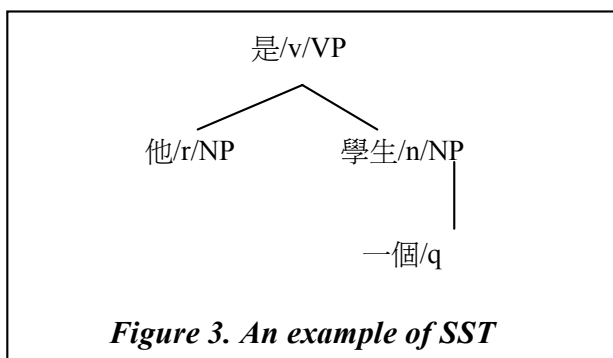 是/v/VP
他/r/NP 學生/n/NP
一個/q
Figure 3. An example of SST